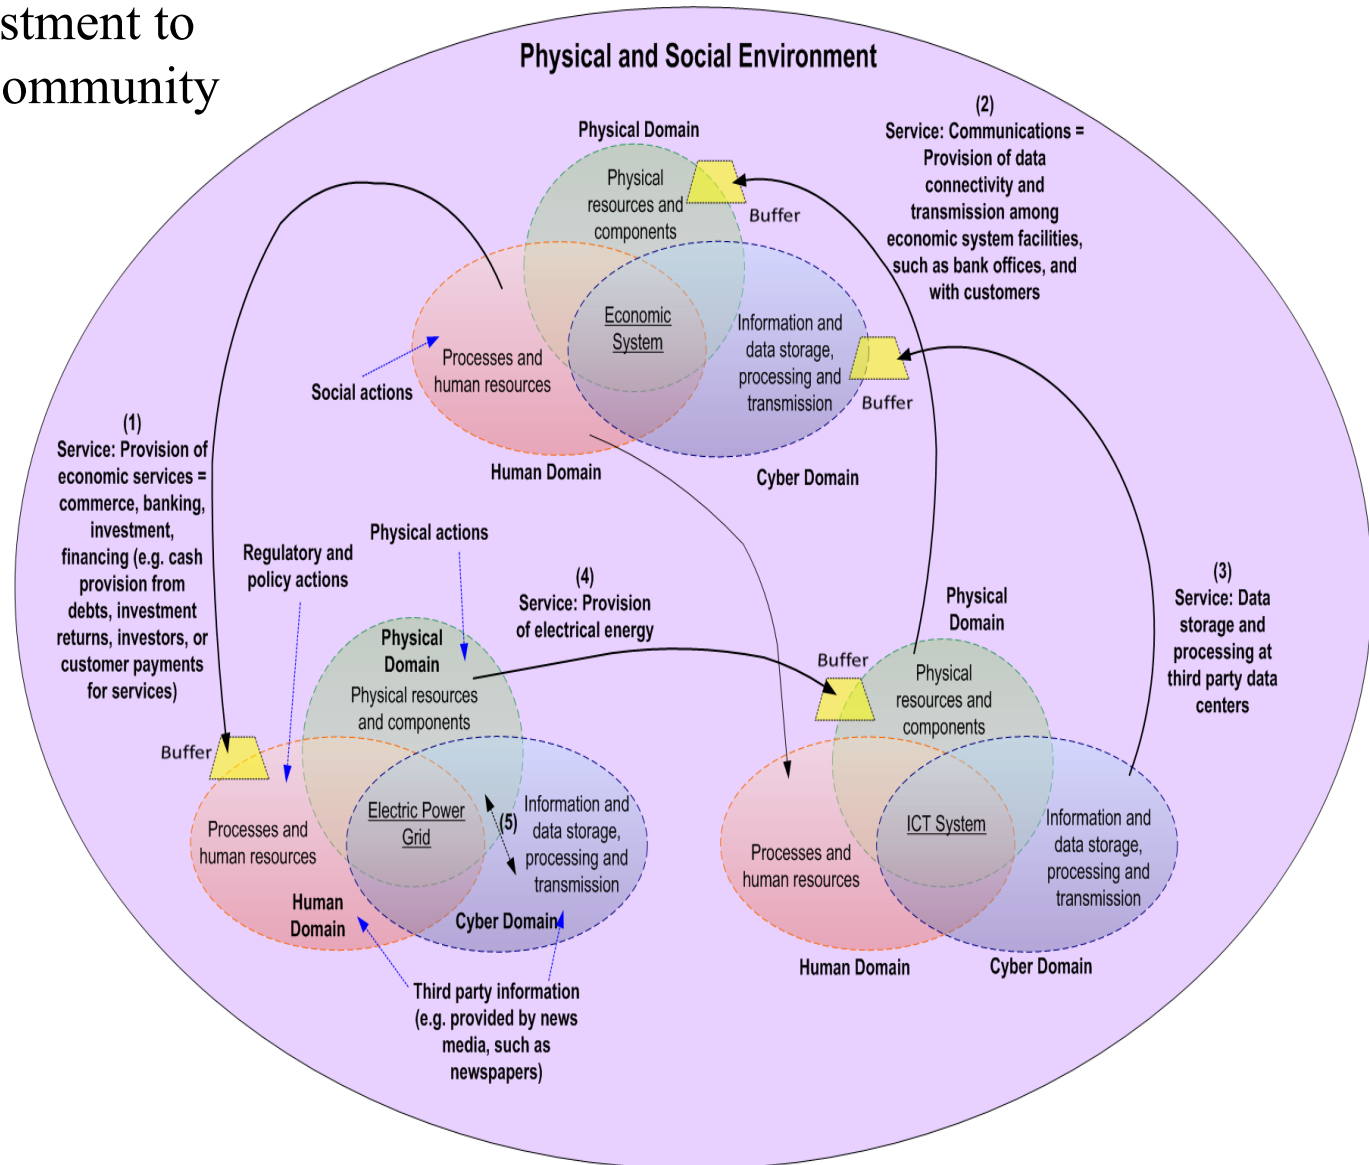 stment to
ommunity
Physical and Social Environment
(2)
Service: Communications =
Provision of data
connectivity and
transmission among
economic system facilities,
such as bank offices, and
with customers
Physical Domain
Physical
resources and
components
Buffer
Economic
System
Information and
data storage,
processing and
transmission
Processes and
human resources
Social actions
Buffer
Human Domain
Cyber Domain
(1)
Service: Provision of
economic services =
commerce, banking,
investment,
financing (e.g. cash
provision from
debts, investment
returns, investors, or
customer payments
for services)
Regulatory and
policy actions
Physical actions
(4)
Service: Provision
of electrical energy
(3)
Service: Data
storage and
processing at
third party data
centers
Physical
Domain
Physical resources
and components
Buffer
Electric Power
Grid
(5)
Information and
data storage,
processing and
transmission
Processes and
human resources
Human
Domain
Cyber Domain
Third party information
(e.g. provided by news
media, such as
newspapers)
Physical
Domain
Buffer
Physical
resources and
components
ICT System
Information and
data storage,
processing and
transmission
Processes and
human resources
Human Domain
Cyber Domain